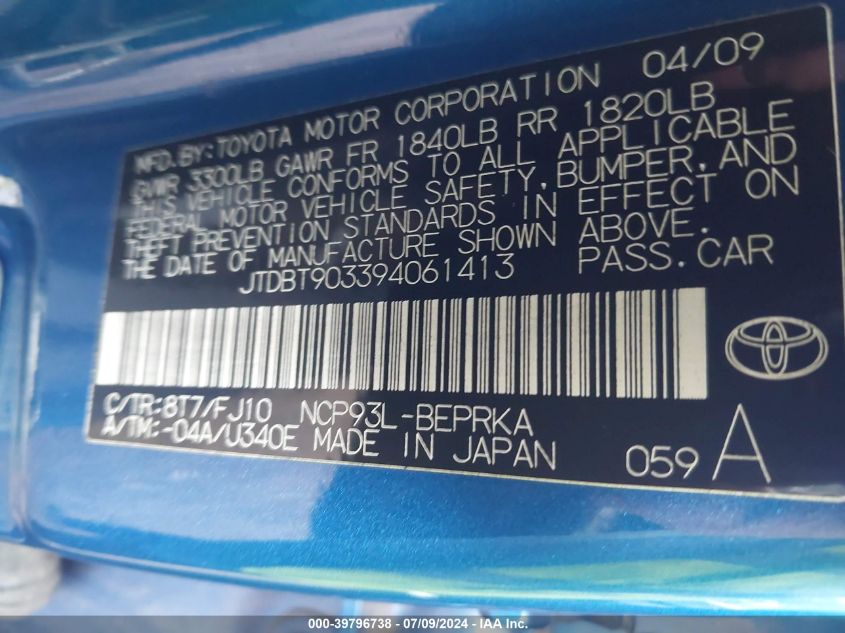 MFD.BY:TOYOTA MOTOR CORPORATION 04/09
GVWR 3300LB GAWR FR 1840LB RR 1820LB
THIS VEHICLE CONFORMS TO ALL APPLICABLE
FEDERAL MOTOR VEHICLE SAFETY, BUMPER, AND
THEFT PREVENTION STANDARDS IN EFFECT ON
THE DATE OF MANUFACTURE SHOWN ABOVE.
JTDBT903394061413 PASS.CAR
C/TR:8T7/FJ10 NCP93L-BEPRKA
A/TM:-04A/U340E MADE IN JAPAN 059 A
000-39796738 - 07/09/2024 - IAA Inc.